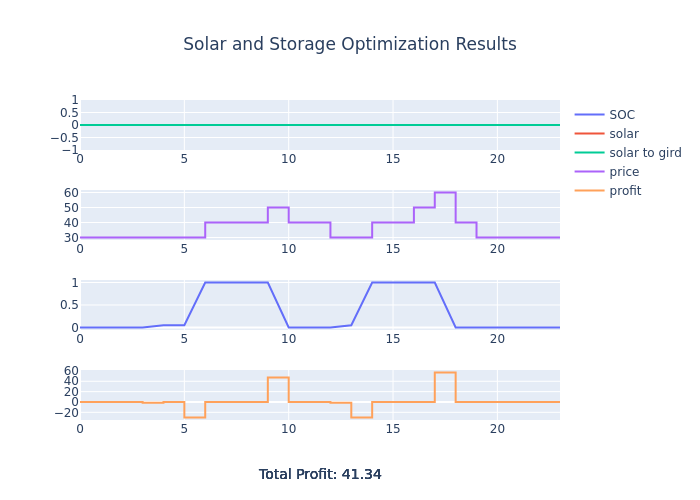 Solar and Storage Optimization Results
1
0.5
0
−0.5
−1
0 5 10 15 20
60
50
40
30
0 5 10 15 20
1
0.5
0
0 5 10 15 20
60
40
20
0
−20
0 5 10 15 20
SOC
solar
solar to gird
price
profit
Total Profit: 41.34